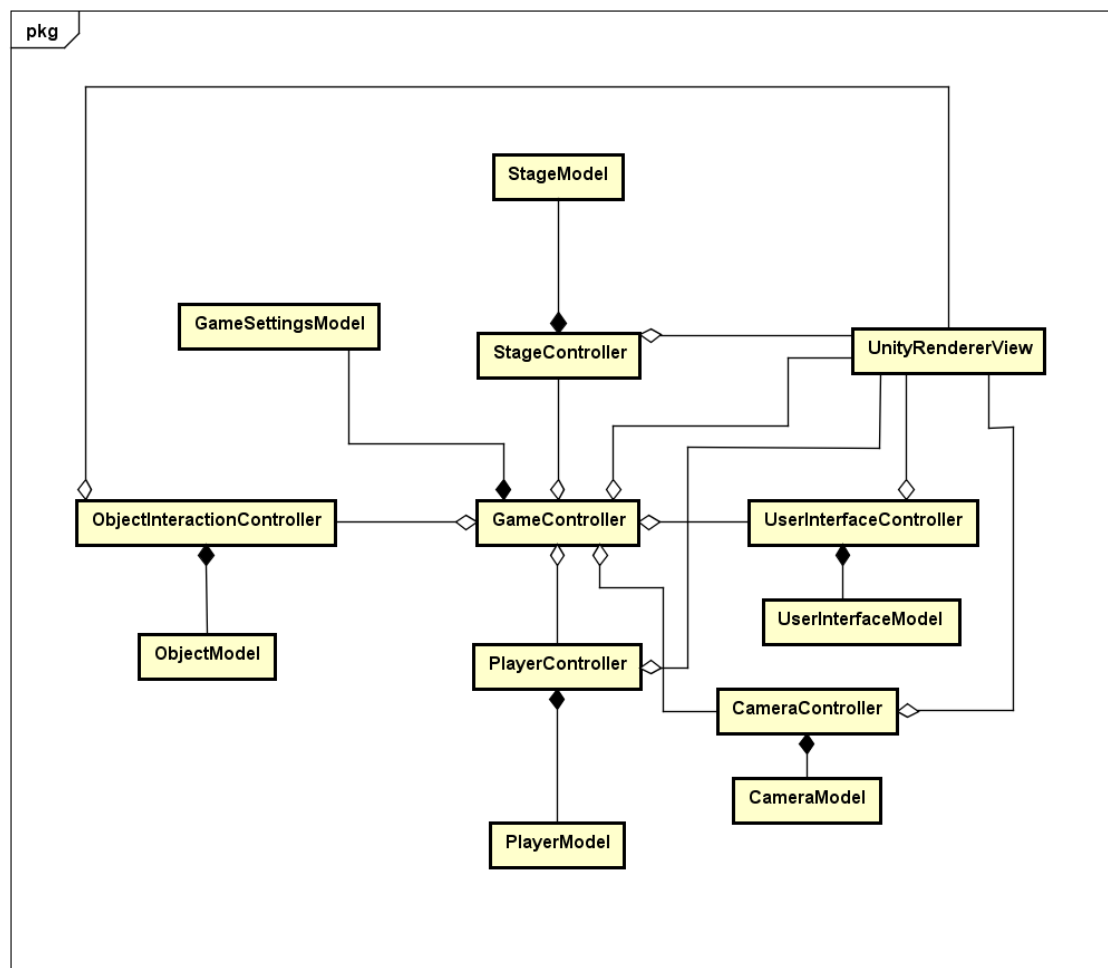 pkg
StageModel
GameSettingsModel
StageController
UnityRendererView
ObjectInteractionController
GameController
UserInterfaceController
UserInterfaceModel
ObjectModel
PlayerController
CameraController
CameraModel
PlayerModel